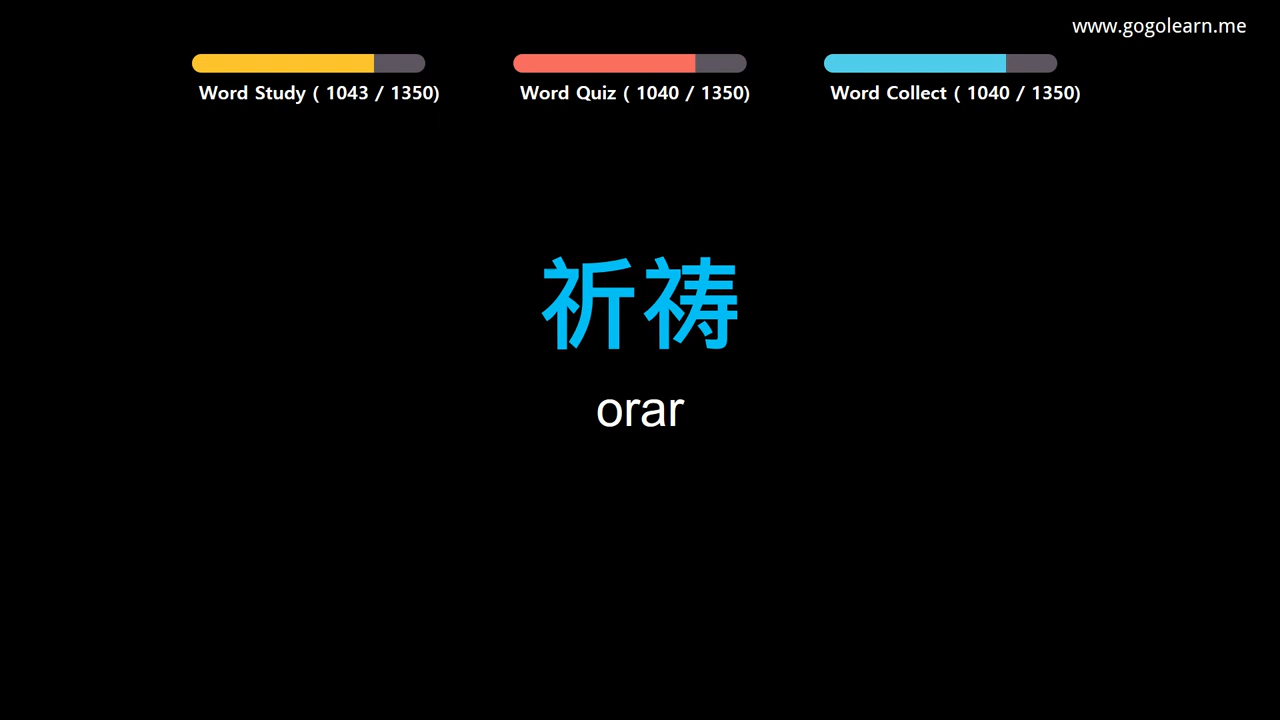 www.gogolearn.me
Word Study ( 1043 / 1350)
Word Quiz ( 1040 / 1350)
Word Collect ( 1040 / 1350)
祈祷
orar